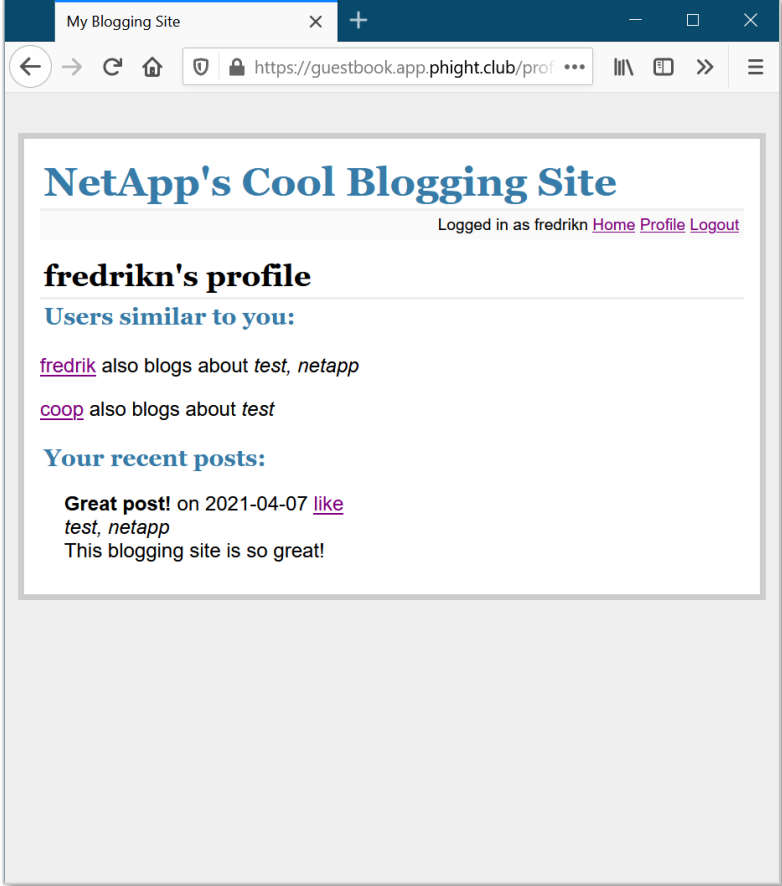 My Blogging Site
https://guestbook.app.phight.club/prof
NetApp's Cool Blogging Site
Logged in as fredrikn Home Profile Logout
fredrikn's profile
Users similar to you:
fredrik also blogs about test, netapp
coop also blogs about test
Your recent posts:
Great post! on 2021-04-07 like
test, netapp
This blogging site is so great!